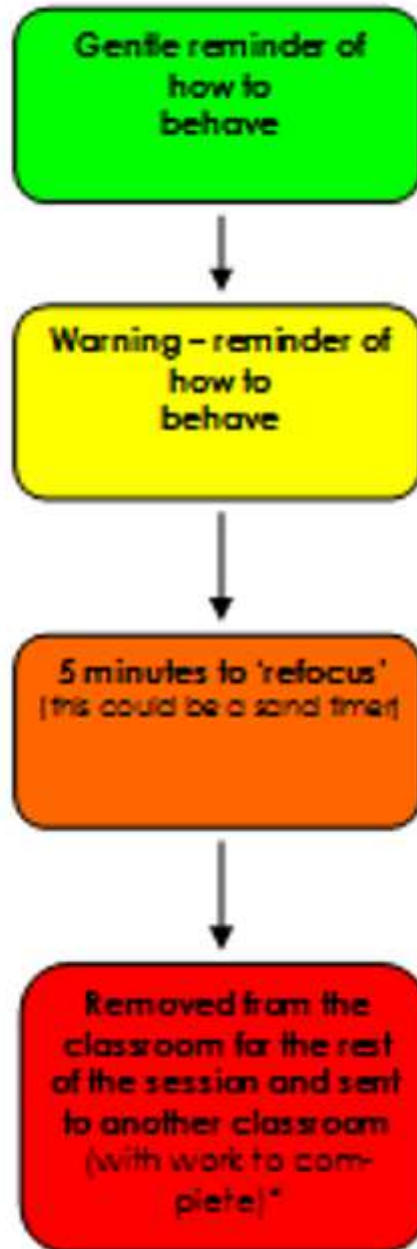 Gentle reminder of
how to
behave
Warning – reminder of
how to
behave
5 minutes to ‘refocus’
(this could be a sand timer)
Removed from the
classroom for the rest
of the session and sent
to another classroom
(with work to com-
plete)*